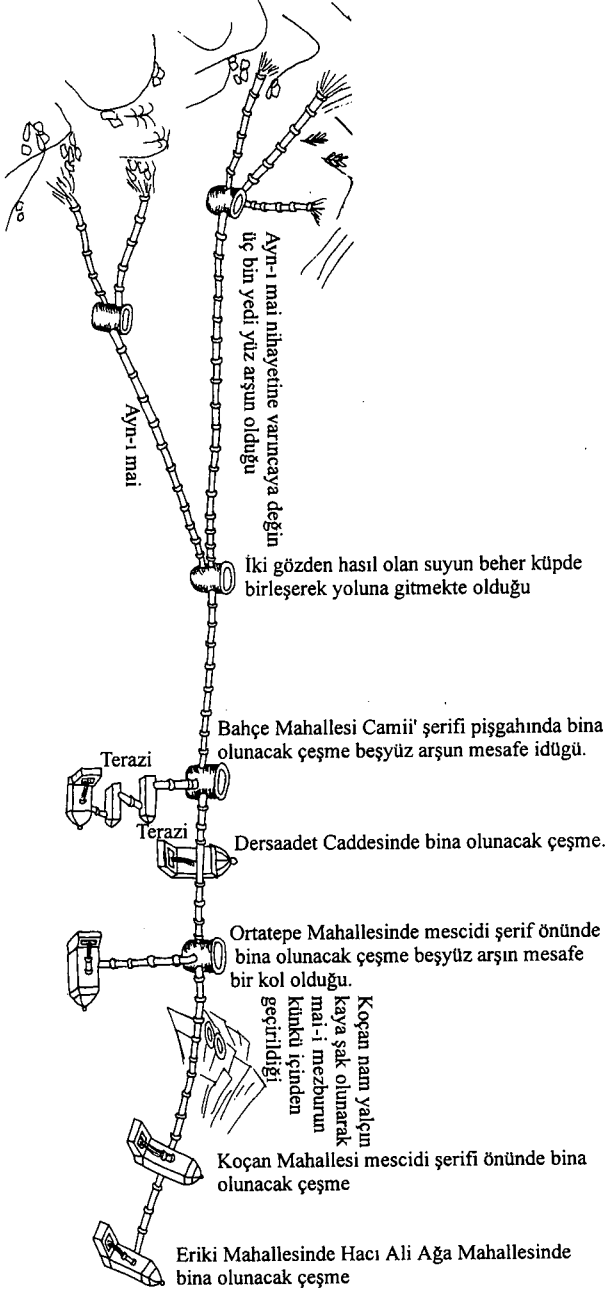 Ayn-ı mai nihayetine varıncaya değin
üç bin yedi yüz arşun olduğu
Ayn-ı mai
İki gözden hasıl olan suyun beher küpde
birleşerek yoluna gitmekte olduğu
Bahçe Mahallesi Camii' şerifi pişgahında bina
olunacak çeşme beşyüz arşun mesafe idügü.
Terazi
Terazi
Dersaadet Caddesinde bina olunacak çeşme.
Ortatepe Mahallesinde mescidi şerif önünde
bina olunacak çeşme beşyüz arşın mesafe
bir kol olduğu.
Koçan nam yalçın
kaya şak olunarak
mai-i mezburun
künkü içinden
geçirildiği
Koçan Mahallesi mescidi şerifi önünde bina
olunacak çeşme
Eriki Mahallesinde Hacı Ali Ağa Mahallesinde
bina olunacak çeşme